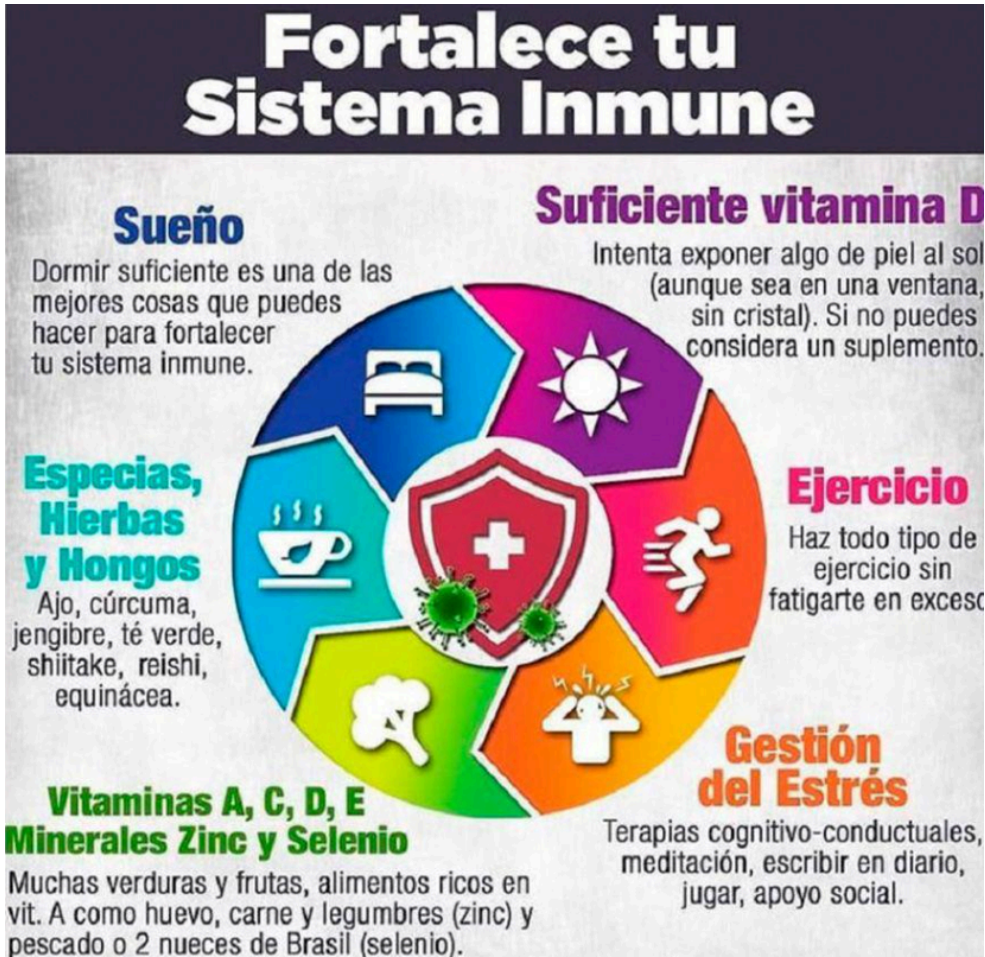 Fortalece tu
Sistema Inmune
Sueño
Dormir suficiente es una de las
mejores cosas que puedes
hacer para fortalecer
tu sistema inmune.
Suficiente vitamina D
Intenta exponer algo de piel al sol
(aunque sea en una ventana,
sin cristal). Si no puedes
considera un suplemento.
Especias,
Hierbas
y Hongos
Ajo, cúrcuma,
jengibre, té verde,
shiitake, reishi,
equinácea.
Ejercicio
Haz todo tipo de
ejercicio sin
fatigarte en exceso
Vitaminas A, C, D, E
Minerales Zinc y Selenio
Muchas verduras y frutas, alimentos ricos en
vit. A como huevo, carne y legumbres (zinc) y
pescado o 2 nueces de Brasil (selenio).
Gestión
del Estrés
Terapias cognitivo-conductuales,
meditación, escribir en diario,
jugar, apoyo social.